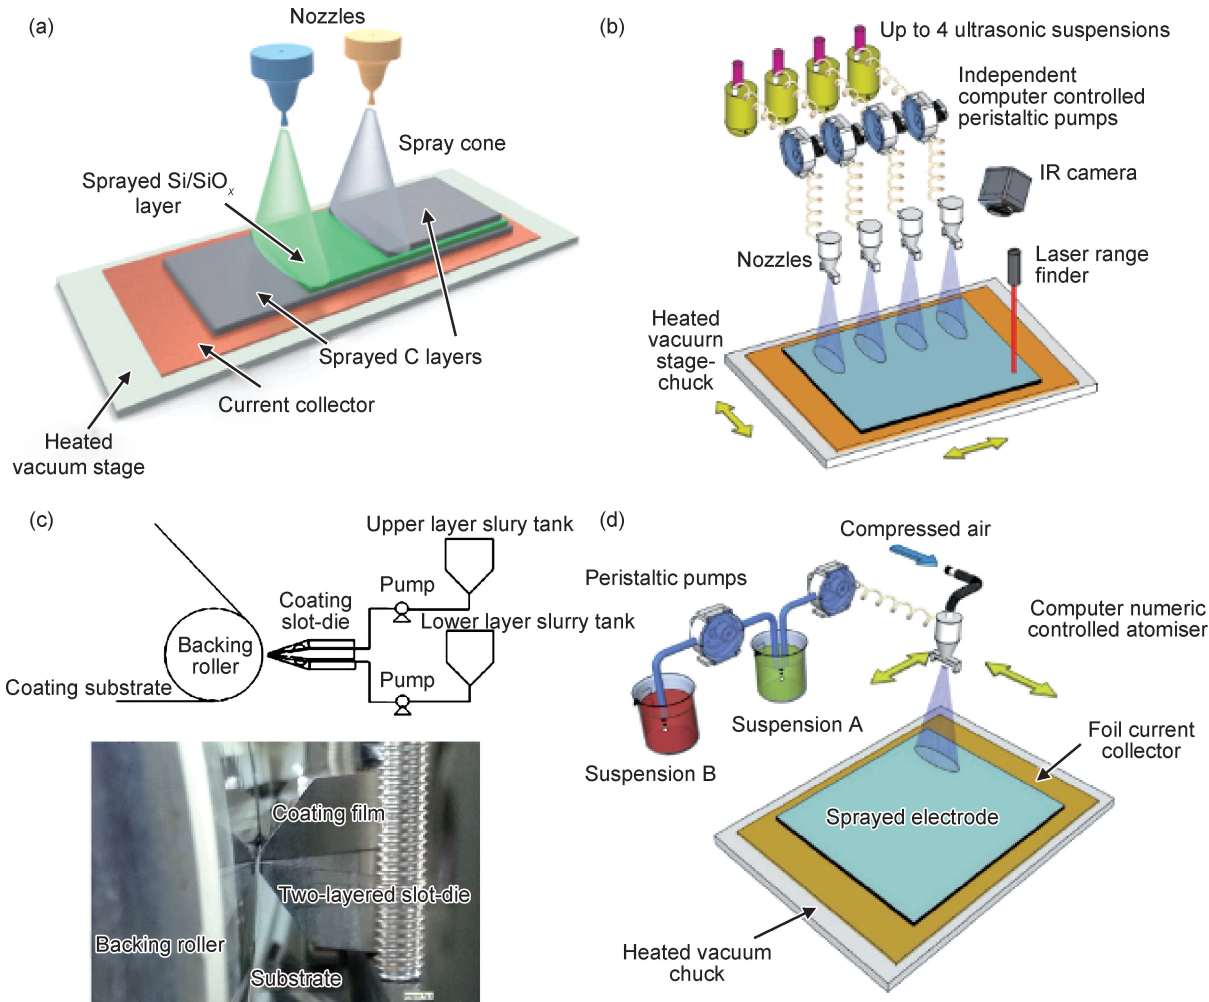 (a)
Nozzles
Spray cone
Sprayed Si/SiOx
layer
Sprayed C layers
Current collector
Heated
vacuum stage
(b)
Up to 4 ultrasonic suspensions
Independent
computer controlled
peristaltic pumps
IR camera
Nozzles
Laser range
finder
Heated
vacuurn
stage-
chuck
(c)
Upper layer slury tank
Pump
Coating
slot-die
Lower layer slurry tank
Backing
roller
Pump
Coating substrate
Coating film
Two-layered slot-die
Backing roller
Substrate
(d)
Compressed air
Peristaltic pumps
Computer numeric
controlled atomiser
Suspension A
Suspension B
Foil current
collector
Sprayed electrode
Heated vacuum
chuck